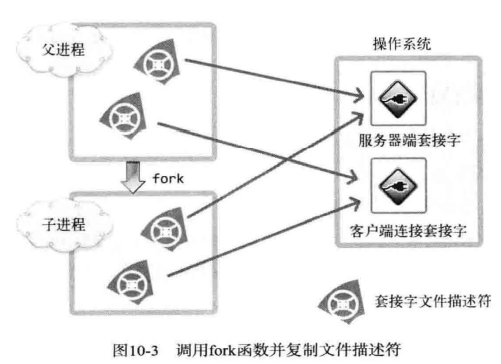 父进程
操作系统
服务器端套接字
fork
子进程
客户端连接套接字
套接字文件描述符
图10-3 调用fork函数并复制文件描述符